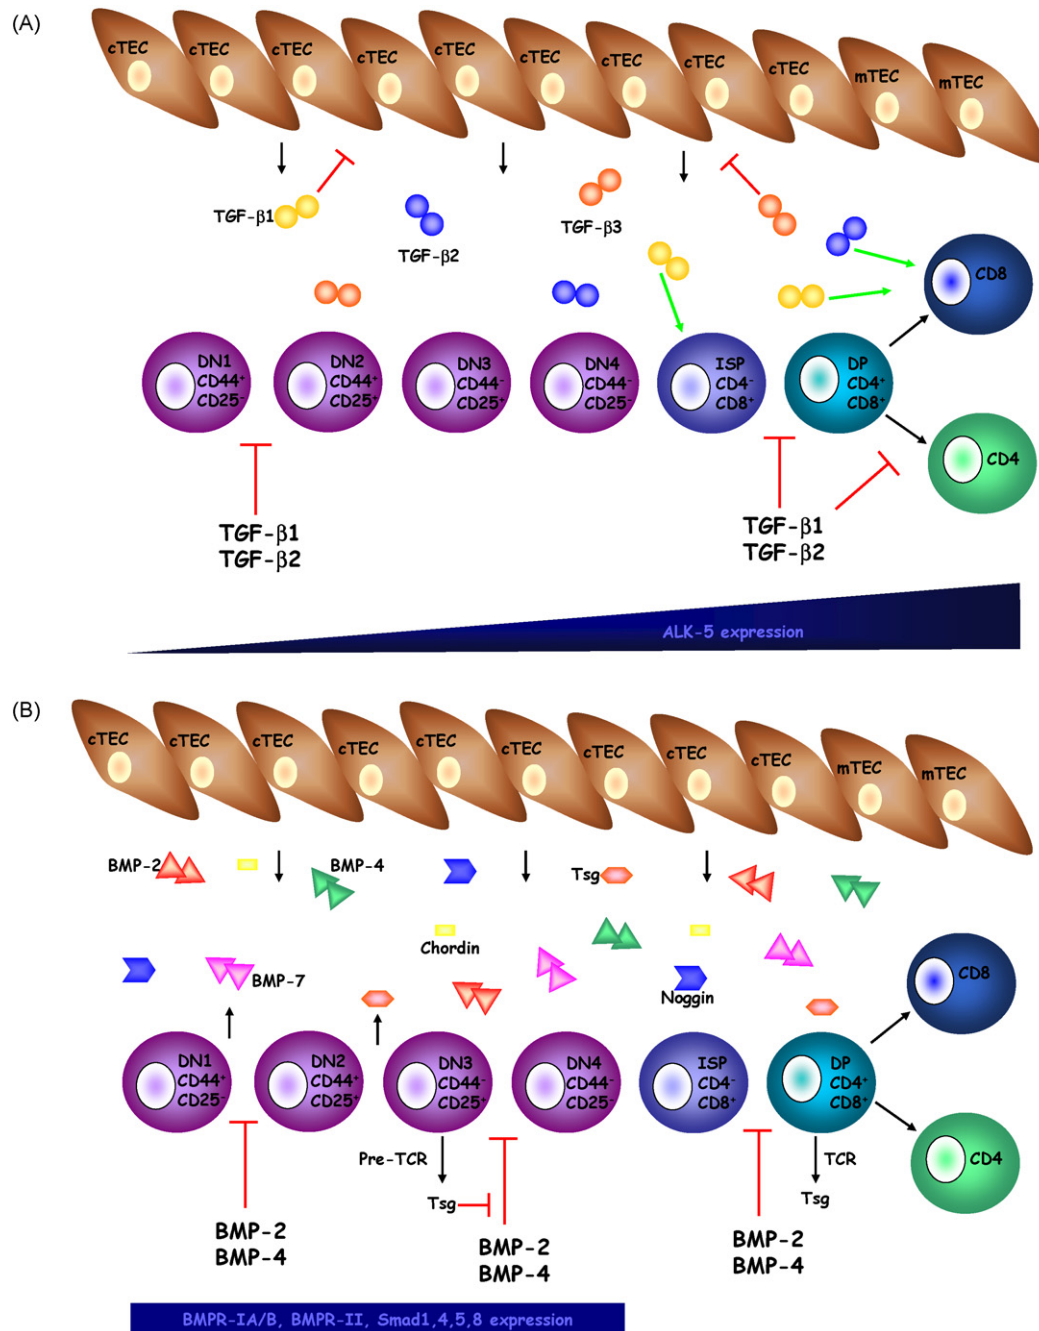 (A)
cTEC
cTEC
cTEC
cTEC
cTEC
cTEC
cTEC
cTEC
cTEC
mTEC
mTEC
TGF-β1
TGF-β2
TGF-β3
CD8
DN1
CD44⁺
CD25⁻
DN2
CD44⁺
CD25⁺
DN3
CD44⁻
CD25⁺
DN4
CD44⁻
CD25⁻
ISP
CD4⁻
CD8⁺
DP
CD4⁺
CD8⁺
CD4
TGF-β1
TGF-β2
TGF-β1
TGF-β2
ALK-5 expression
(B)
cTEC
cTEC
cTEC
cTEC
cTEC
cTEC
cTEC
cTEC
cTEC
mTEC
mTEC
BMP-2
BMP-4
Tsg
Chordin
BMP-7
Noggin
CD8
DN1
CD44⁺
CD25⁻
DN2
CD44⁺
CD25⁺
DN3
CD44⁻
CD25⁺
DN4
CD44⁻
CD25⁻
ISP
CD4⁻
CD8⁺
DP
CD4⁺
CD8⁺
CD4
Pre-TCR
Tsg
TCR
Tsg
BMP-2
BMP-4
BMP-2
BMP-4
BMP-2
BMP-4
BMPR-IA/B, BMPR-II, Smad1,4,5,8 expression